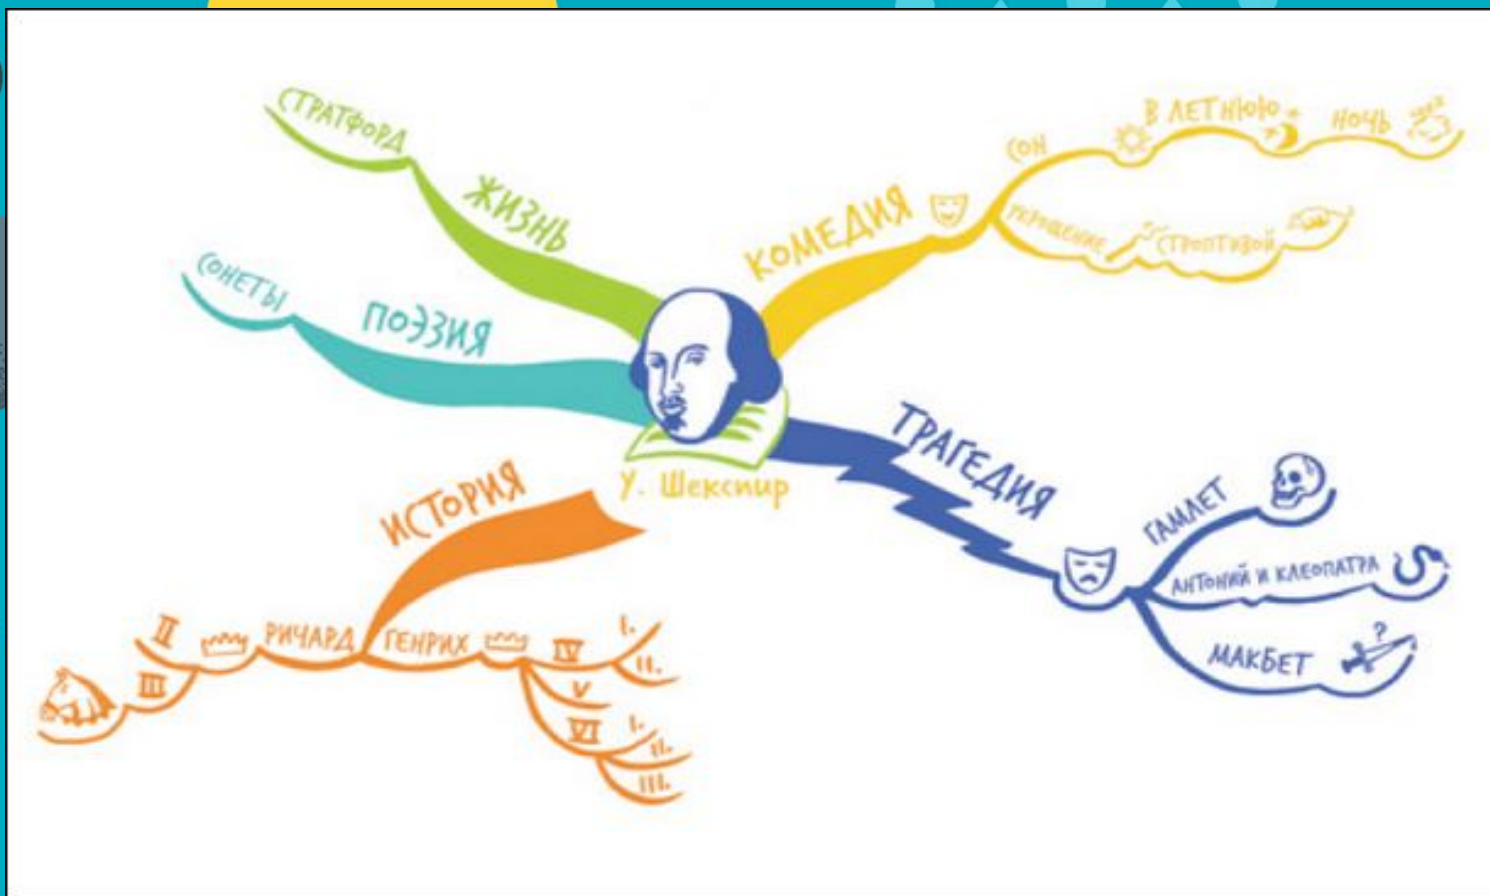 СТРАТФОРД
ЖИЗНЬ
СОНЕТЫ
ПОЭЗИЯ
ИСТОРИЯ
РИЧАРД
II
III
ГЕНРИХ
IV
I.
II.
V
VI
I.
II.
III.
У. Шекспир
КОМЕДИЯ
СОН
В ЛЕТНЮЮ
НОЧЬ
УКРОЩЕНИЕ
СТРОПТИВОЙ
ТРАГЕДИЯ
ГАМЛЕТ
АНТОНИЙ И КЛЕОПАТРА
МАКБЕТ
?